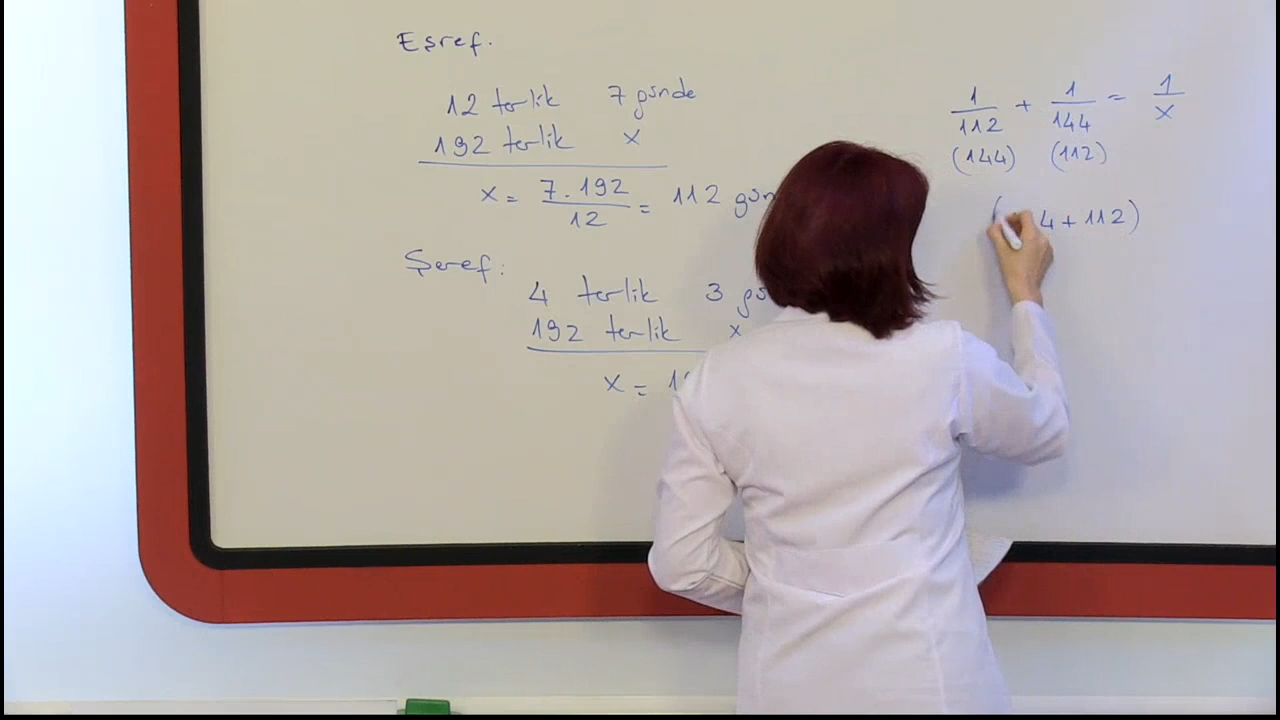 Eşref.
12 terlik 7 günde
192 terlik x
x = 7.192 / 12 = 112
Şeref:
4 terlik 3
192 terlik x
x =
1/112 + 1/144 = 1/x
(144) (112)
4 + 112)